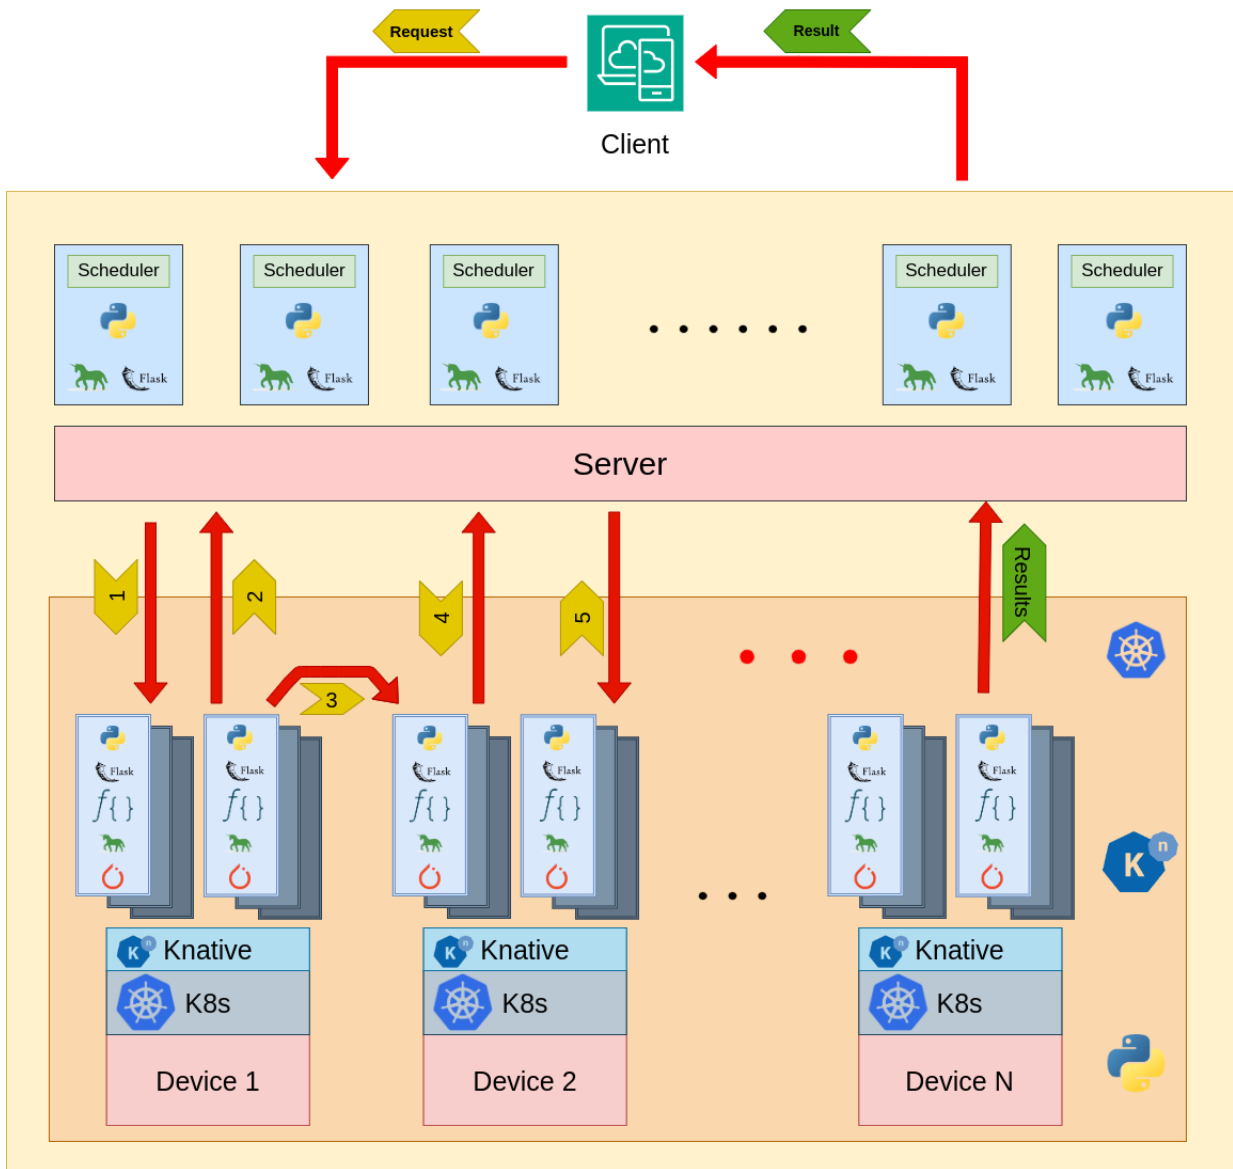 Request
Result
Client
Scheduler
Scheduler
Scheduler
Scheduler
Scheduler
Flask
Flask
Flask
Flask
Flask
Server
1
2
3
4
5
Results
Flask
Flask
Flask
Flask
Flask
Flask
f{}
f{}
f{}
f{}
f{}
f{}
K n
K n Knative
K n Knative
K n Knative
K8s
K8s
K8s
Device 1
Device 2
Device N